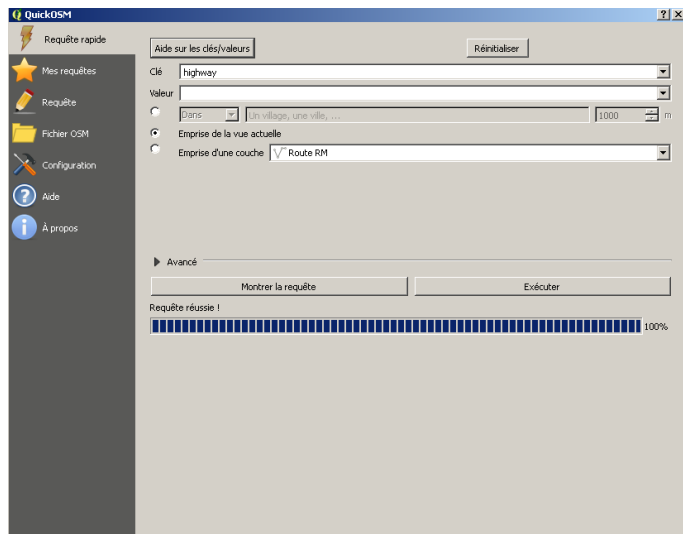 QuickOSM
Requête rapide
Mes requêtes
Requête
Fichier OSM
Configuration
Aide
À propos
Aide sur les clés/valeurs
Réinitialiser
Clé highway
Valeur
Dans Un village, une ville, ... 1000 m
Emprise de la vue actuelle
Emprise d'une couche Route RM
Avancé
Montrer la requête Exécuter
Requête réussie !
100%